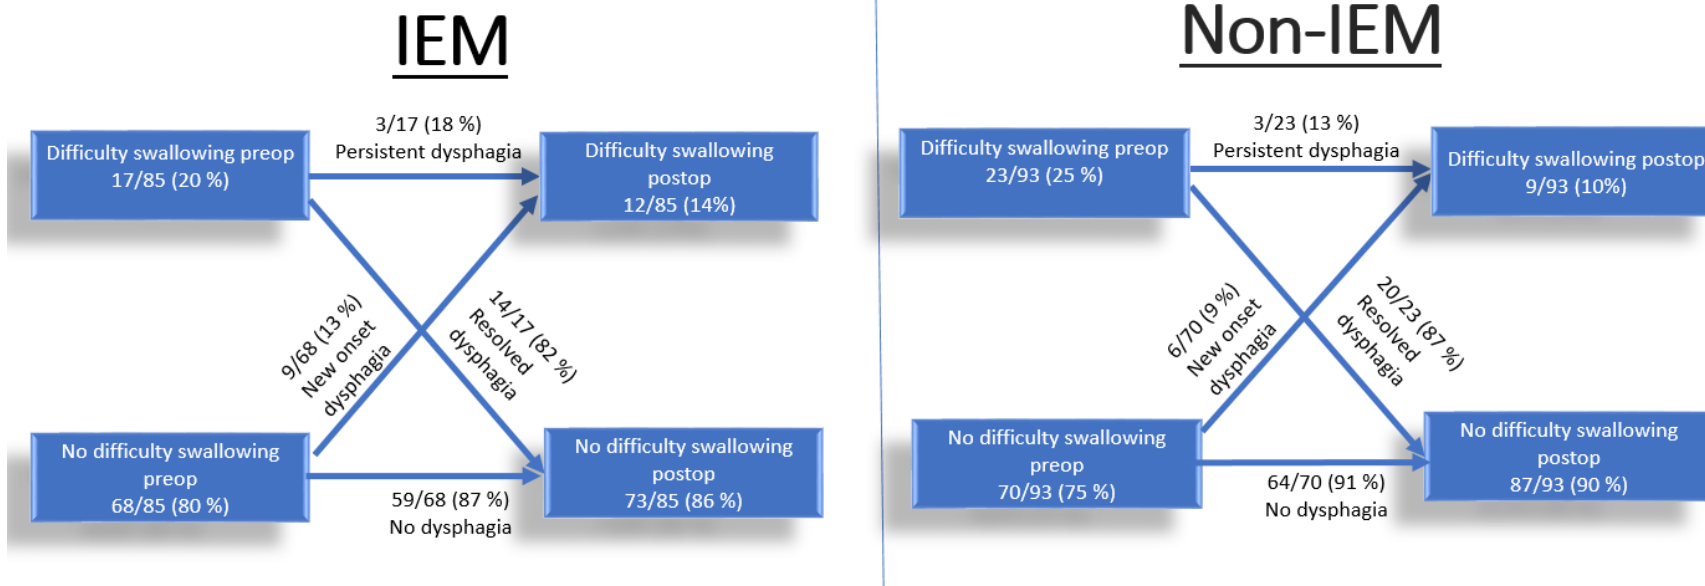 IEM
Difficulty swallowing preop
17/85 (20 %)
3/17 (18 %)
Persistent dysphagia
Difficulty swallowing
postop
12/85 (14%)
9/68 (13 %)
New onset
dysphagia
14/17 (82 %)
Resolved
dysphagia
No difficulty swallowing
preop
68/85 (80 %)
59/68 (87 %)
No dysphagia
No difficulty swallowing
postop
73/85 (86 %)
Non-IEM
Difficulty swallowing preop
23/93 (25 %)
3/23 (13 %)
Persistent dysphagia
Difficulty swallowing postop
9/93 (10%)
6/70 (9 %)
New onset
dysphagia
20/23 (87 %)
Resolved
dysphagia
No difficulty swallowing
preop
70/93 (75 %)
64/70 (91 %)
No dysphagia
No difficulty swallowing
postop
87/93 (90 %)